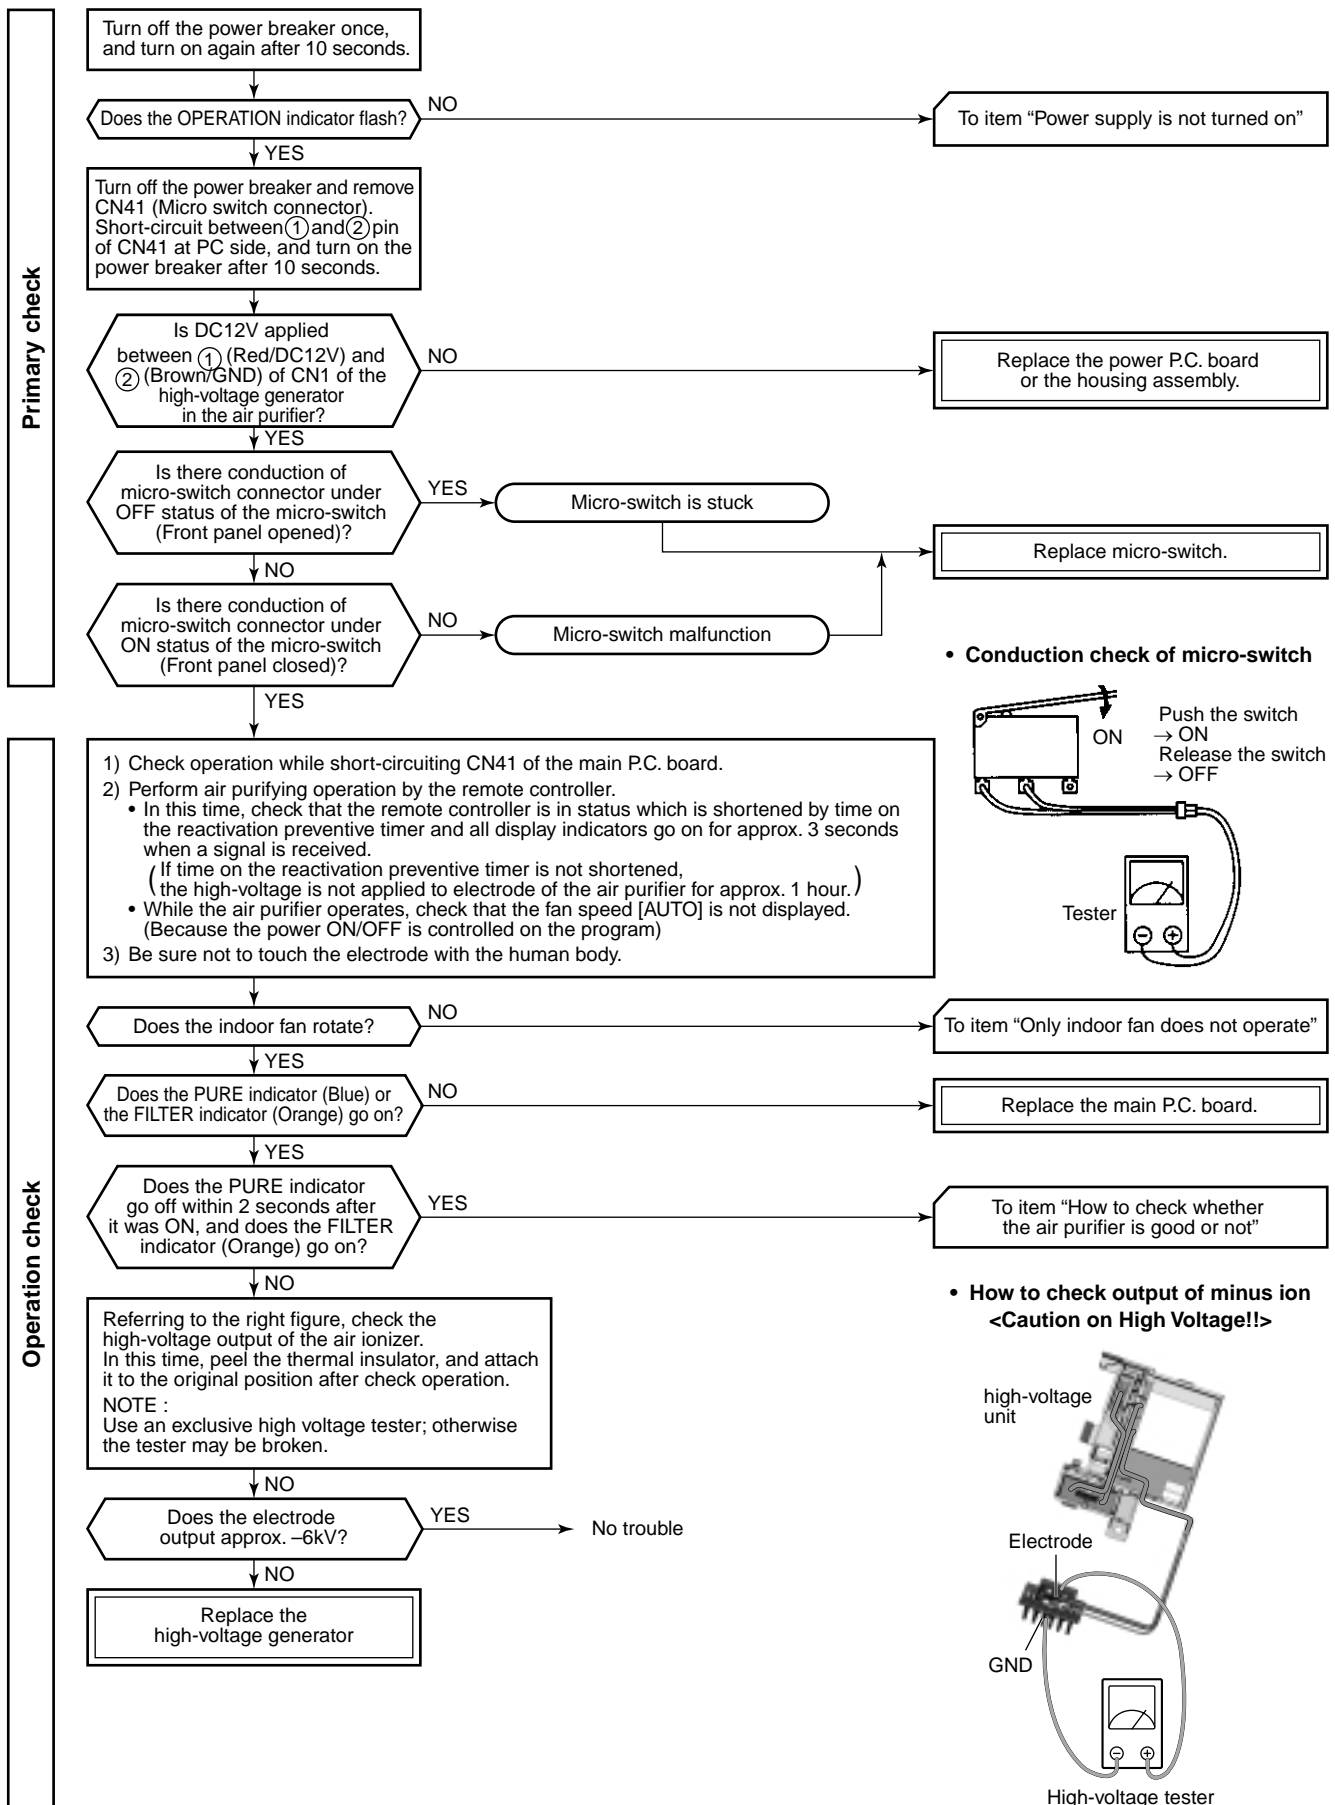 Primary check
Turn off the power breaker once,
and turn on again after 10 seconds.
Does the OPERATION indicator flash?
NO
To item “Power supply is not turned on”
YES
Turn off the power breaker and remove
CN41 (Micro switch connector).
Short-circuit between ① and ② pin
of CN41 at PC side, and turn on the
power breaker after 10 seconds.
Is DC12V applied
between ① (Red/DC12V) and
② (Brown/GND) of CN1 of the
high-voltage generator
in the air purifier?
NO
Replace the power P.C. board
or the housing assembly.
YES
Is there conduction of
micro-switch connector under
OFF status of the micro-switch
(Front panel opened)?
YES
Micro-switch is stuck
Replace micro-switch.
NO
Is there conduction of
micro-switch connector under
ON status of the micro-switch
(Front panel closed)?
NO
Micro-switch malfunction
YES
• Conduction check of micro-switch
ON
Push the switch
→ ON
Release the switch
→ OFF
Tester
Operation check
1) Check operation while short-circuiting CN41 of the main P.C. board.
2) Perform air purifying operation by the remote controller.
• In this time, check that the remote controller is in status which is shortened by time on
the reactivation preventive timer and all display indicators go on for approx. 3 seconds
when a signal is received.
( If time on the reactivation preventive timer is not shortened,
the high-voltage is not applied to electrode of the air purifier for approx. 1 hour. )
• While the air purifier operates, check that the fan speed [AUTO] is not displayed.
(Because the power ON/OFF is controlled on the program)
3) Be sure not to touch the electrode with the human body.
Does the indoor fan rotate?
NO
To item “Only indoor fan does not operate”
YES
Does the PURE indicator (Blue) or
the FILTER indicator (Orange) go on?
NO
Replace the main P.C. board.
YES
Does the PURE indicator
go off within 2 seconds after
it was ON, and does the FILTER
indicator (Orange) go on?
YES
To item “How to check whether
the air purifier is good or not”
NO
Referring to the right figure, check the
high-voltage output of the air ionizer.
In this time, peel the thermal insulator, and attach
it to the original position after check operation.
NOTE :
Use an exclusive high voltage tester; otherwise
the tester may be broken.
NO
Does the electrode
output approx. –6kV?
YES
No trouble
NO
Replace the
high-voltage generator
• How to check output of minus ion
<Caution on High Voltage!!>
high-voltage
unit
Electrode
GND
High-voltage tester